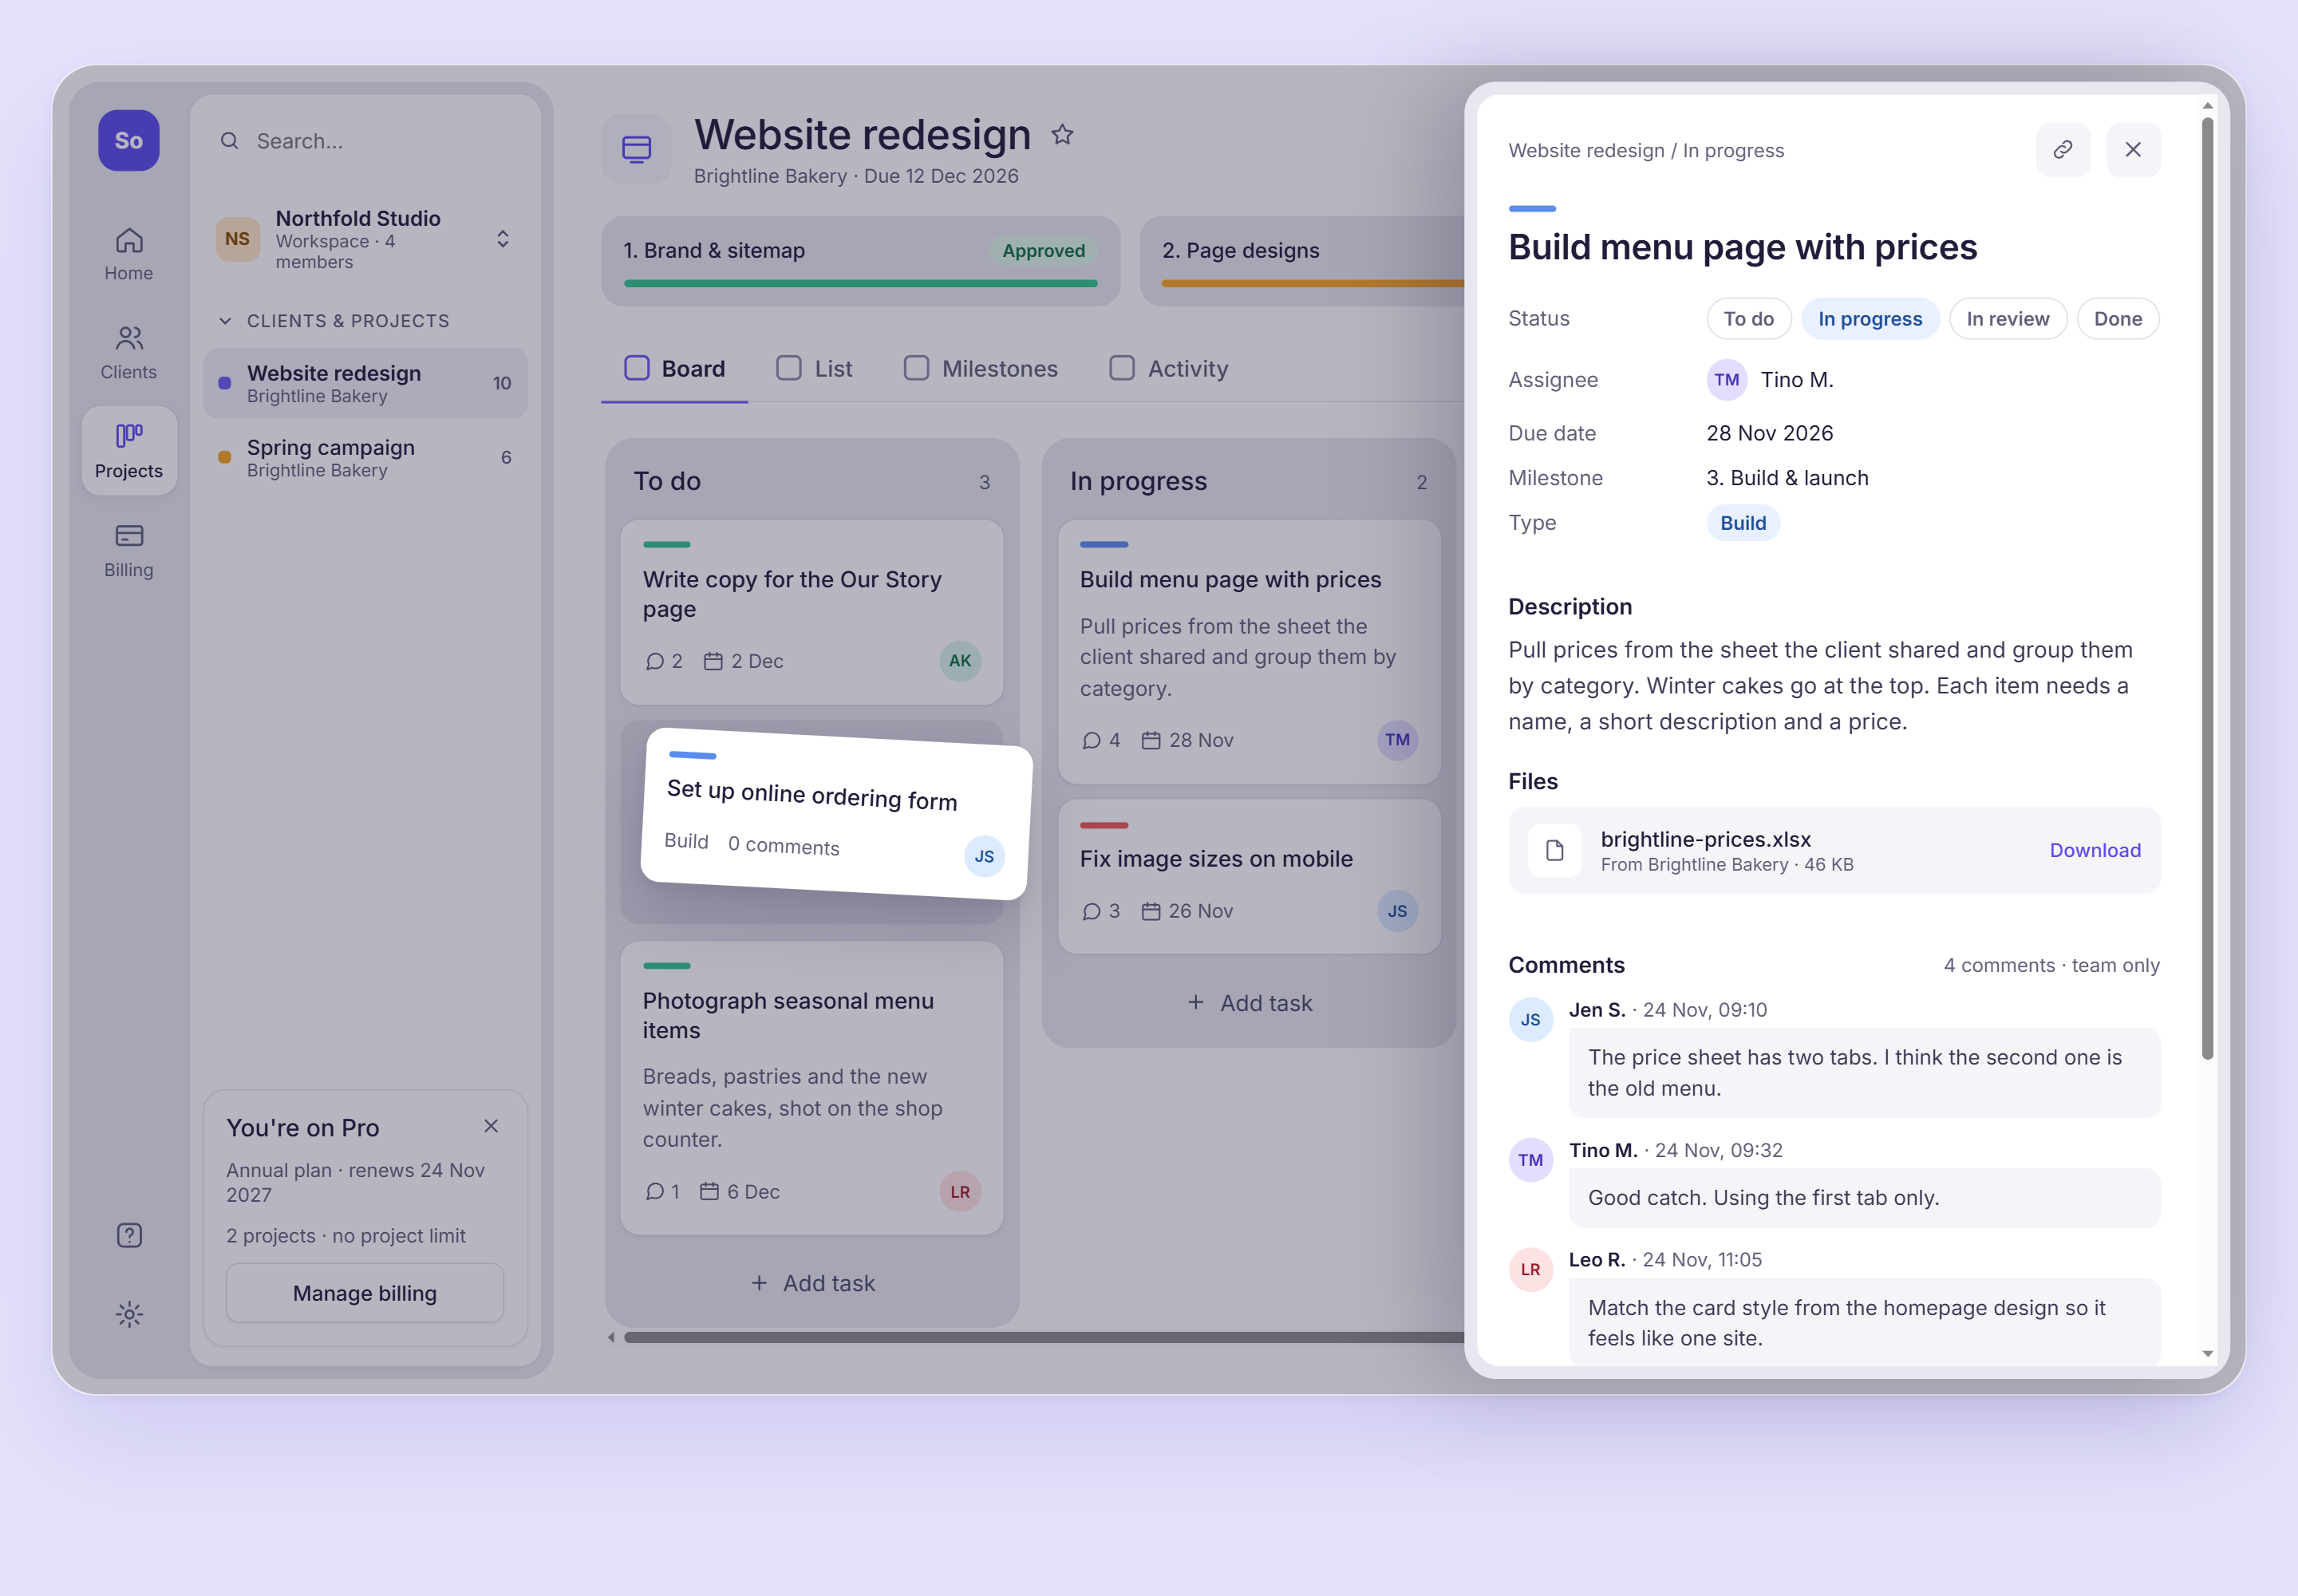 So
Home
Clients
Projects
Billing
Search...
NS
Northfold Studio
Workspace · 4
members
CLIENTS & PROJECTS
Website redesign
Brightline Bakery
10
Spring campaign
Brightline Bakery
6
You're on Pro
Annual plan · renews 24 Nov
2027
2 projects · no project limit
Manage billing
Website redesign
Brightline Bakery · Due 12 Dec 2026
1. Brand & sitemap
Approved
2. Page designs
Board
List
Milestones
Activity
To do
3
Write copy for the Our Story
page
2
2 Dec
AK
Set up online ordering form
Build
0 comments
JS
Photograph seasonal menu
items
Breads, pastries and the new
winter cakes, shot on the shop
counter.
1
6 Dec
LR
+ Add task
In progress
2
Build menu page with prices
Pull prices from the sheet the
client shared and group them by
category.
4
28 Nov
TM
Fix image sizes on mobile
3
26 Nov
JS
+ Add task
Website redesign / In progress
Build menu page with prices
Status
To do
In progress
In review
Done
Assignee
TM
Tino M.
Due date
28 Nov 2026
Milestone
3. Build & launch
Type
Build
Description
Pull prices from the sheet the client shared and group them
by category. Winter cakes go at the top. Each item needs a
name, a short description and a price.
Files
brightline-prices.xlsx
From Brightline Bakery · 46 KB
Download
Comments
4 comments · team only
JS
Jen S. · 24 Nov, 09:10
The price sheet has two tabs. I think the second one is
the old menu.
TM
Tino M. · 24 Nov, 09:32
Good catch. Using the first tab only.
LR
Leo R. · 24 Nov, 11:05
Match the card style from the homepage design so it
feels like one site.